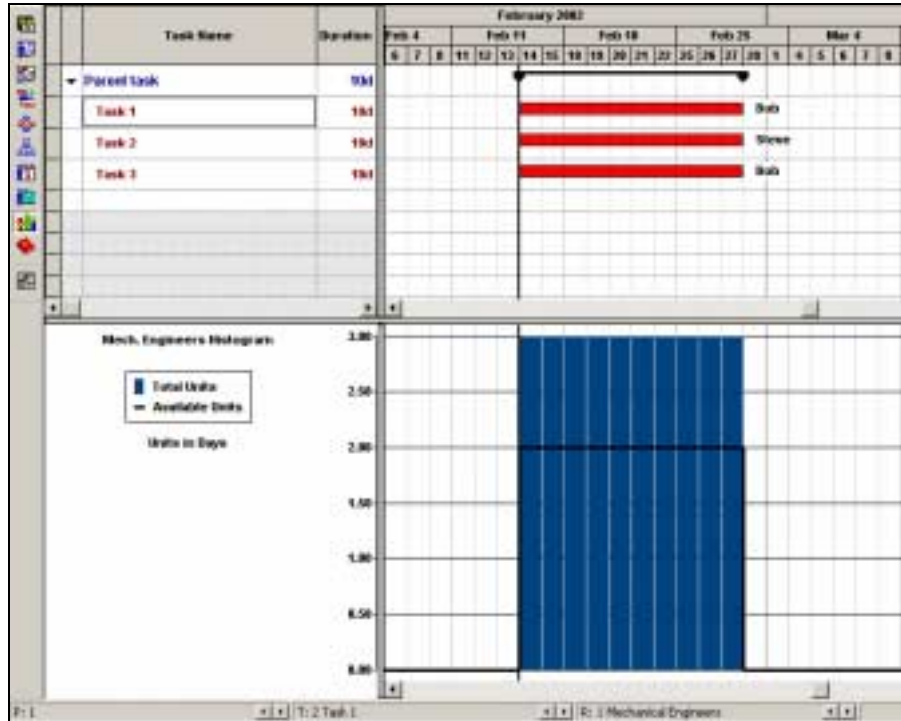 February 2002
Task Name Duration Feb 4 Feb 11 Feb 18 Feb 25 Mar 4
6 7 8 11 12 13 14 15 18 19 20 21 22 25 26 27 28 1 4 5 6 7 8
Parent task 10d
Task 1 10d Bob
Task 2 10d Steve
Task 3 10d Bob
Mech. Engineers Histogram
Total Units
Available Units
Units in Days
3.00
2.50
2.00
1.50
1.00
0.50
0.00
P: 1 T: 2 Task 1 R: 1 Mechanical Engineers